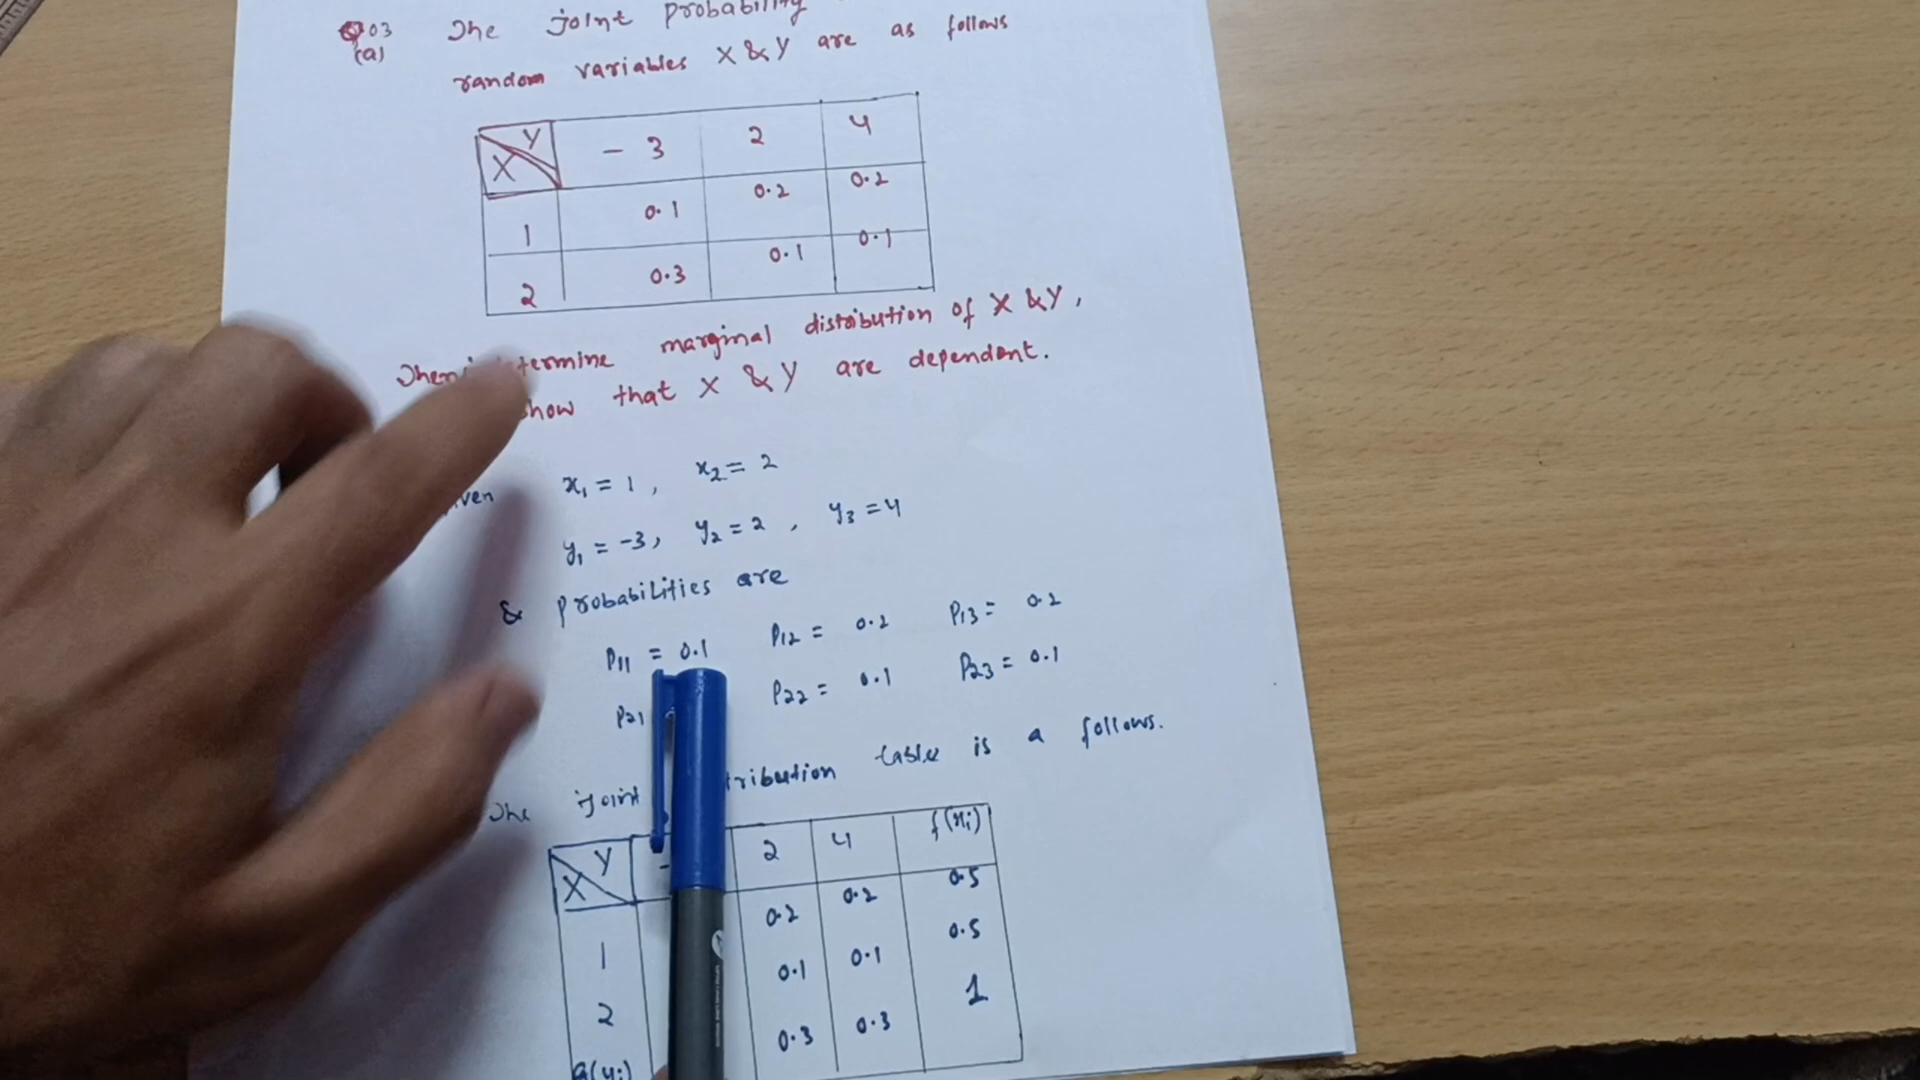 Q03 The joint probability
(a)
random variables X & Y are as follows
X Y - 3 2 4
1 0.1 0.2 0.2
2 0.3 0.1 0.1
marginal distribution of X & Y,
that X & Y are dependent.
x₁ = 1, x₂ = 2
y₁ = -3, y₂ = 2, y₃ = 4
& probabilities are
P11 = 0.1 P12 = 0.2 P13 = 0.2
P21 P22 = 0.1 P23 = 0.1
The joint table is a follows.
X Y 2 4 f(xi)
1 0.2 0.2 0.5
2 0.1 0.1 0.5
g(yi) 0.3 0.3 1